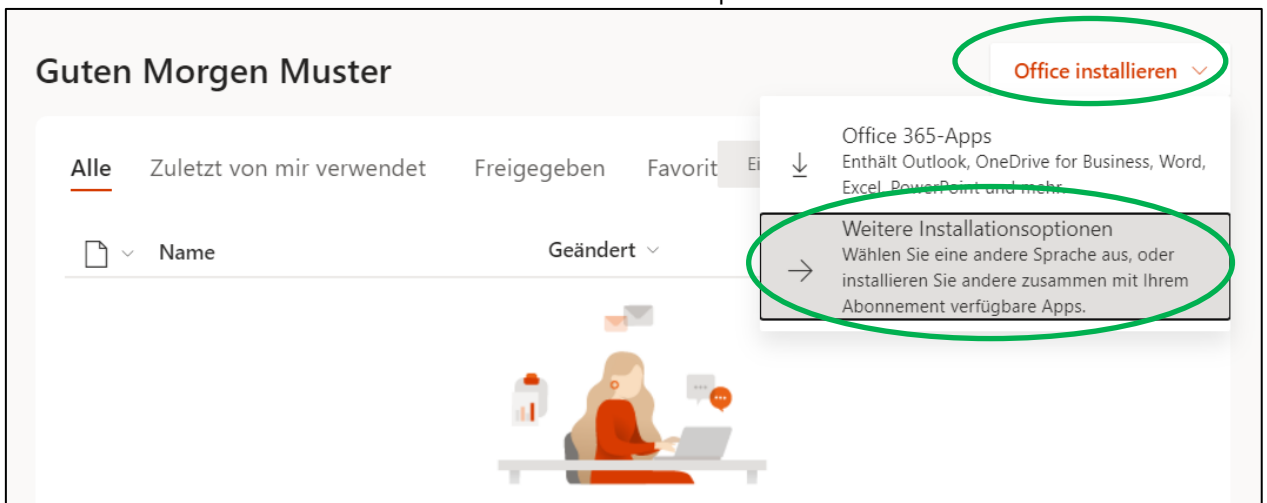 Guten Morgen Muster
Office installieren
Office 365-Apps
Enthält Outlook, OneDrive for Business, Word,
Excel, PowerPoint und mehr.
Alle Zuletzt von mir verwendet Freigegeben Favorit Ei
Weitere Installationsoptionen
Wählen Sie eine andere Sprache aus, oder
installieren Sie andere zusammen mit Ihrem
Abonnement verfügbare Apps.
Name Geändert